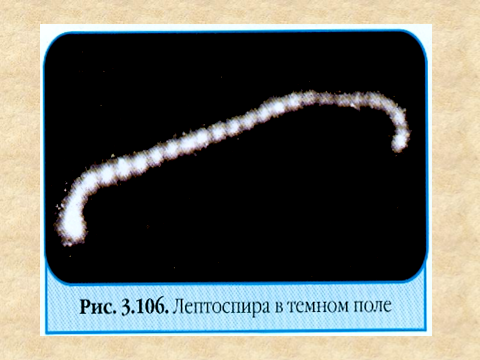 Рис. 3.106. Лептоспира в темном поле